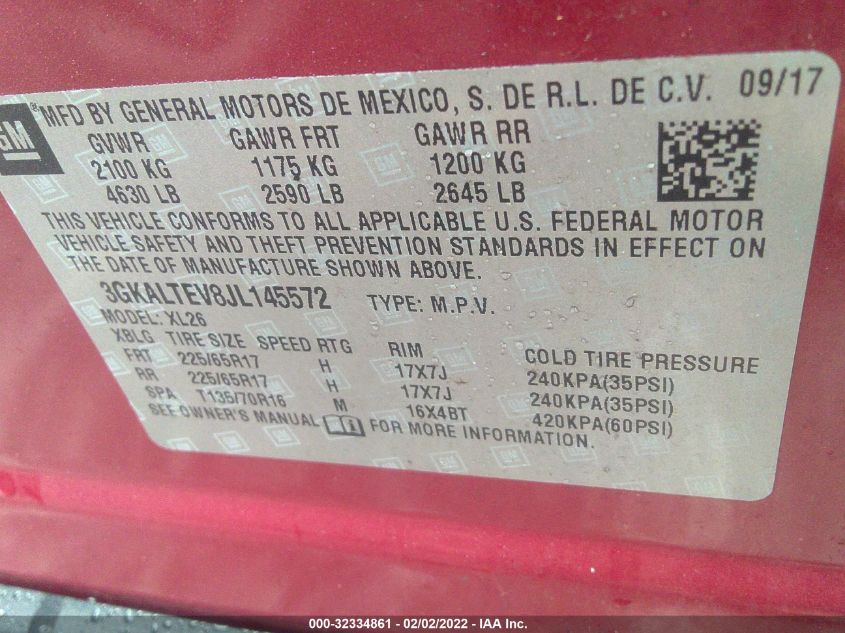 GM ® MFD BY GENERAL MOTORS DE MEXICO, S. DE R.L. DE C.V. 09/17
GVWR GAWR FRT GAWR RR
2100 KG 1175 KG 1200 KG
4630 LB 2590 LB 2645 LB
THIS VEHICLE CONFORMS TO ALL APPLICABLE U.S. FEDERAL MOTOR
VEHICLE SAFETY AND THEFT PREVENTION STANDARDS IN EFFECT ON
THE DATE OF MANUFACTURE SHOWN ABOVE.
3GKALTEV8JL145572 TYPE: M.P.V.
MODEL: XL26
XBLG TIRE SIZE SPEED RTG RIM COLD TIRE PRESSURE
FRT 225/65R17 H 17X7J 240KPA(35PSI)
RR 225/65R17 H 17X7J 240KPA(35PSI)
SPA T135/70R16 M 16X4BT 420KPA(60PSI)
SEE OWNER'S MANUAL FOR MORE INFORMATION.
000-32334861 - 02/02/2022 - IAA Inc.